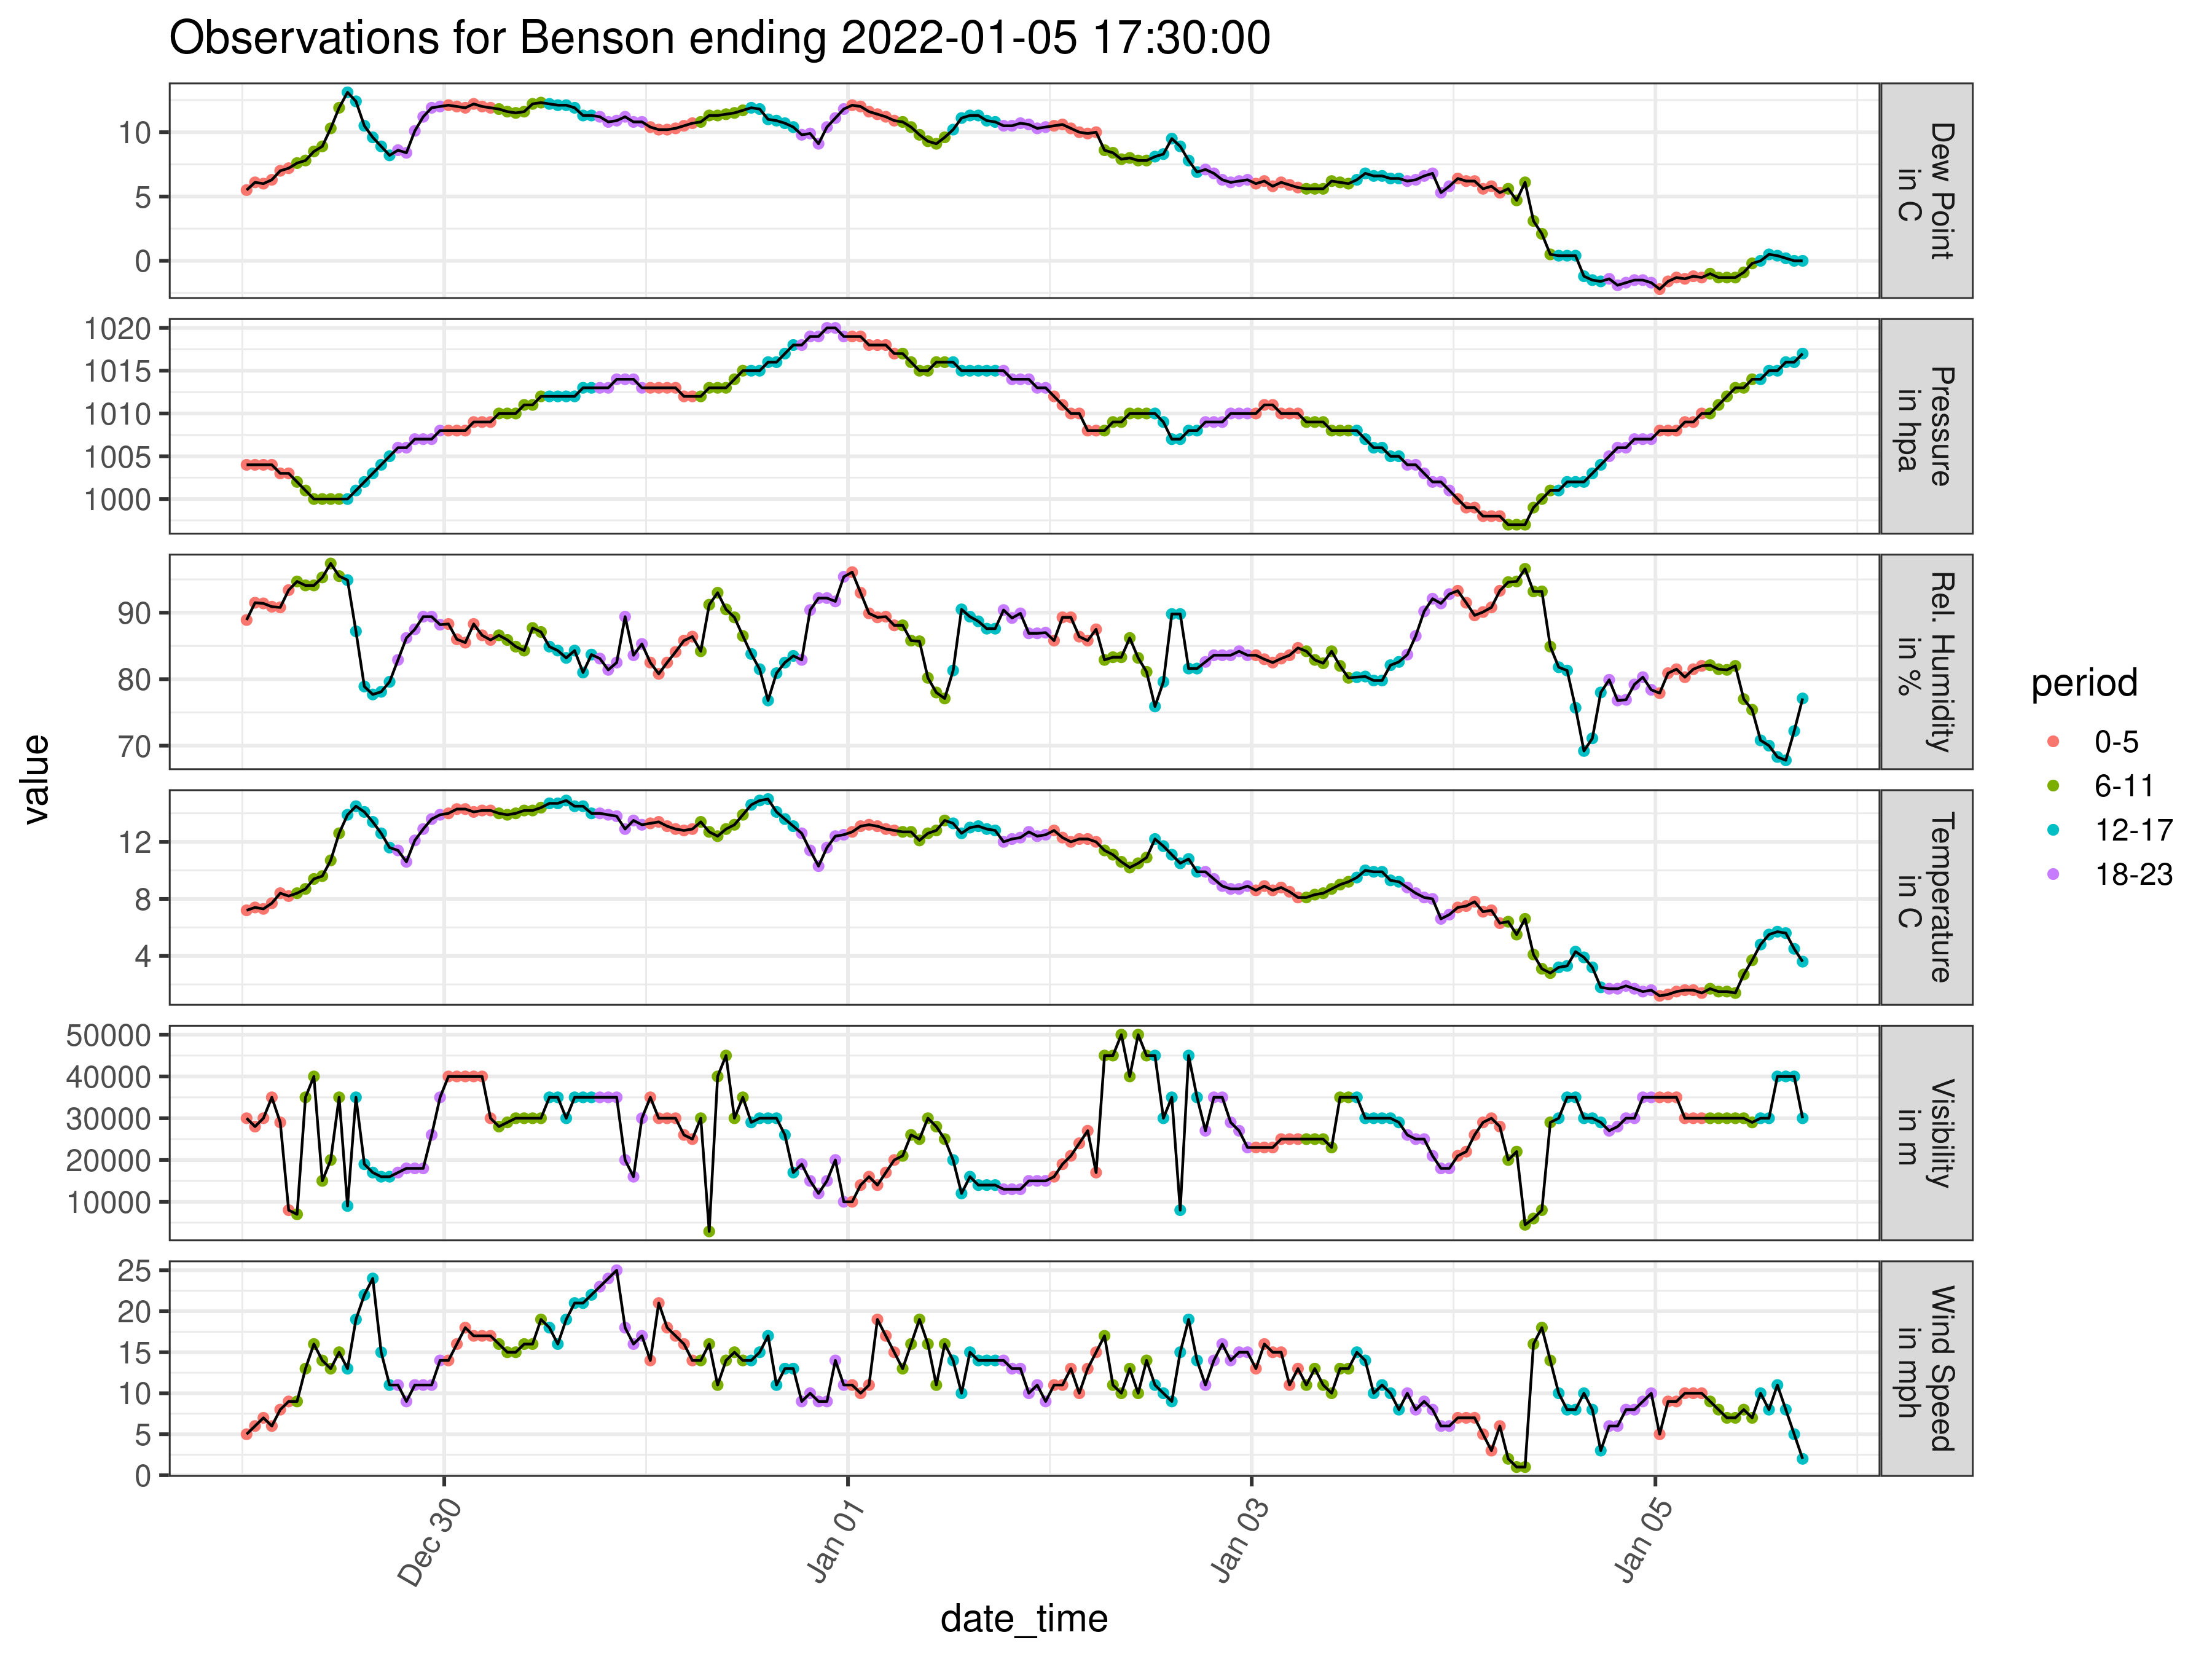 Observations for Benson ending 2022-01-05 17:30:00
value
10
5
0
Dew Point
in C
1020
1015
1010
1005
1000
Pressure
in hpa
90
80
70
Rel. Humidity
in %
12
8
4
Temperature
in C
50000
40000
30000
20000
10000
Visibility
in m
25
20
15
10
5
0
Wind Speed
in mph
Dec 30
Jan 01
Jan 03
Jan 05
date_time
period
0-5
6-11
12-17
18-23